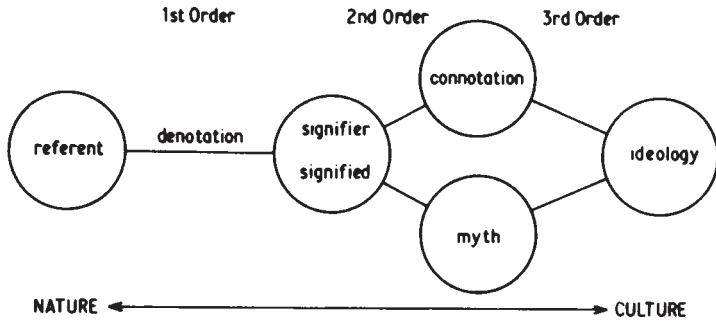 1st Order 2nd Order 3rd Order
connotation
referent denotation signifier
signified
ideology
myth
NATURE CULTURE